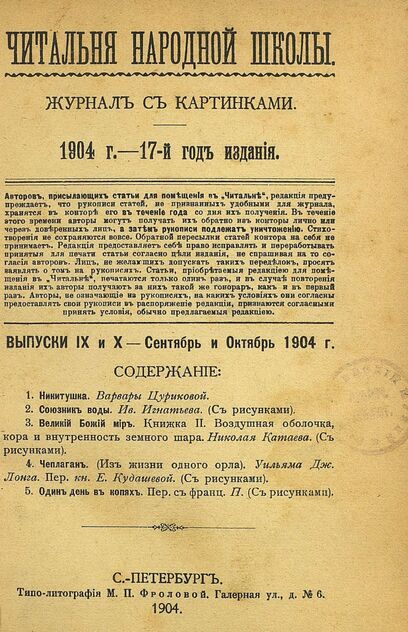 ЧИТАЛЬНЯ НАРОДНОЙ ШКОЛЫ.
ЖУРНАЛЪ СЪ КАРТИНКАМИ.
1904 г.—17-й годъ изданія.
Авторовъ, присылающихъ статьи для помѣщенія въ „Читальнѣ“, редакція преду-
преждаетъ, что рукописи статей, не признанныхъ удобными для журнала,
хранятся въ конторѣ его въ теченіе года со дня ихъ полученія. Въ теченіе
этого времени авторы могутъ получать ихъ обратно изъ конторы лично или
черезъ довѣренныхъ лицъ, а затѣмъ рукописи подлежатъ уничтоженію. Стихо-
творенія не сохраняются вовсе. Обратной пересылки статей контора на себя не
принимаетъ. Редакція предоставляетъ себѣ право исправлять и переработывать
принятыя для печати статьи согласно цѣли изданія, не спрашивая на то со-
гласія авторовъ. Лицъ, не желающихъ допускать такихъ передѣлокъ, просятъ
заявлять о томъ на рукописяхъ. Статьи, пріобрѣтаемыя редакціею для помѣ-
щенія въ „Читальнѣ“, печатаются только одинъ разъ, и въ случаѣ повторенія
изданія ихъ авторы получаютъ за нихъ такой же гонораръ, какъ и въ первый
разъ. Авторы, не означающіе на рукописяхъ, на какихъ условіяхъ они согласны
предоставлять свои рукописи въ распоряженіе редакціи, признаются согласными
принять условія, обычно предлагаемыя редакціею.
ВЫПУСКИ IX и X — Сентябрь и Октябрь 1904 г.
СОДЕРЖАНІЕ:
1. Никитушка. Варвары Цуриковой.
2. Союзникъ воды. Ив. Игнатьева. (Съ рисунками).
3. Великій Божій міръ. Книжка II. Воздушная оболочка,
кора и внутренность земного шара. Николая Катаева. (Съ
рисунками).
4. Чеплаганъ. (Изъ жизни одного орла). Уильяма Дж.
Лонга. Пер. кн. Е. Кудашевой. (Съ рисунками).
5. Одинъ день въ копяхъ. Пер. съ франц. П. (Съ рисунками).
С.-ПЕТЕРБУРГЪ.
Типо-литографія М. П. Фроловой. Галерная ул., д. № 6.
1904.